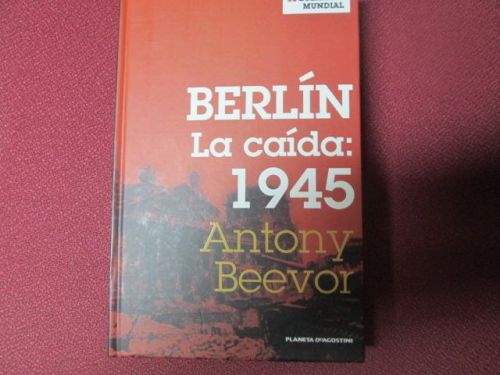 MUNDIAL
BERLÍN
La caída:
1945
Antony
Beevor
PLANETA DEAGOSTINI